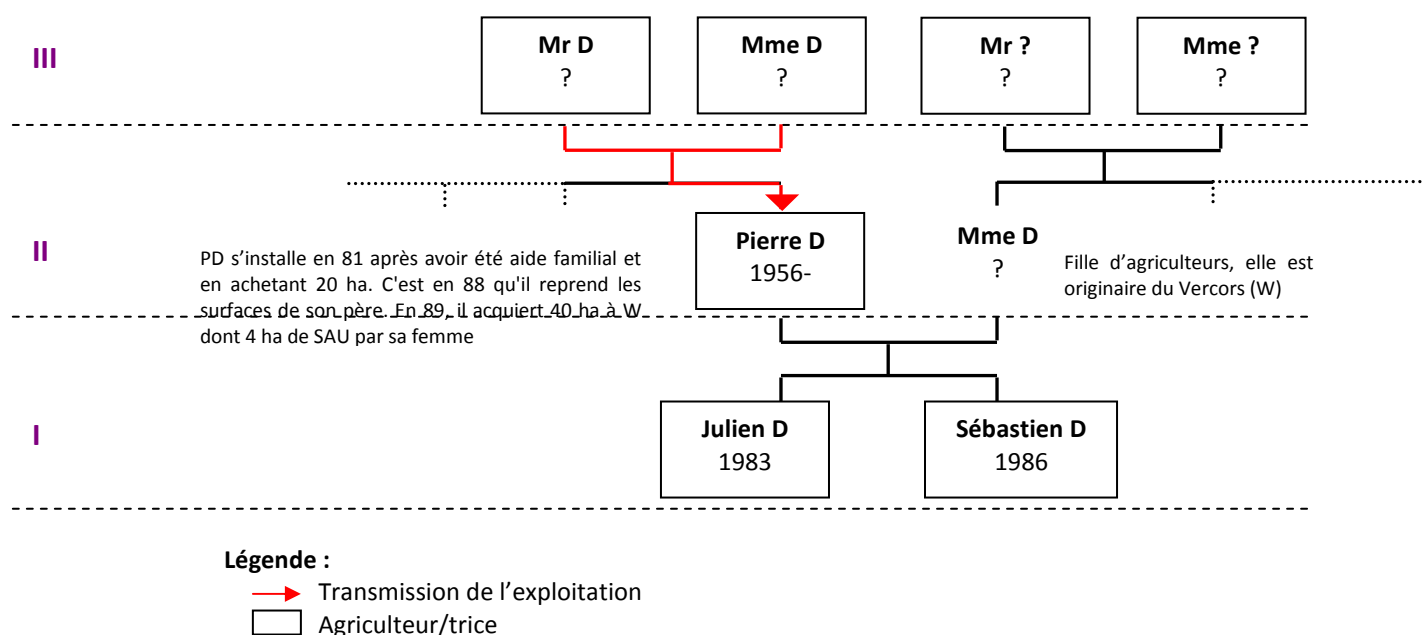 III
Mr D
?
Mme D
?
Mr ?
?
Mme ?
?
II
PD s’installe en 81 après avoir été aide familial et
en achetant 20 ha. C'est en 88 qu'il reprend les
surfaces de son père. En 89, il acquiert 40 ha à W
dont 4 ha de SAU par sa femme
Pierre D
1956-
Mme D
?
Fille d’agriculteurs, elle est
originaire du Vercors (W)
I
Julien D
1983
Sébastien D
1986
Légende :
Transmission de l’exploitation
Agriculteur/trice